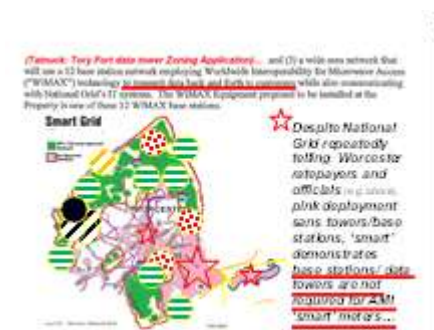 (Tatnuck: Tory Fort data tower Zoning Application)... and (3) a wide area network that
will use a 12 base station network employing Worldwide Interoperability for Microwave Access
("WiMAX") technology to transmit data back and forth to customers while also communicating
with National Grid's IT systems. The WiMAX Equipment proposed to be installed at the
Property is one of these 12 WiMAX base stations.
Smart Grid
Despite National
Grid repeatedly
telling Worcester
ratepayers and
officials
pink deployment
sans towers/base
stations, 'smart'
demonstrates
base stations/ data
towers are not
required for AMI
'smart' meters...